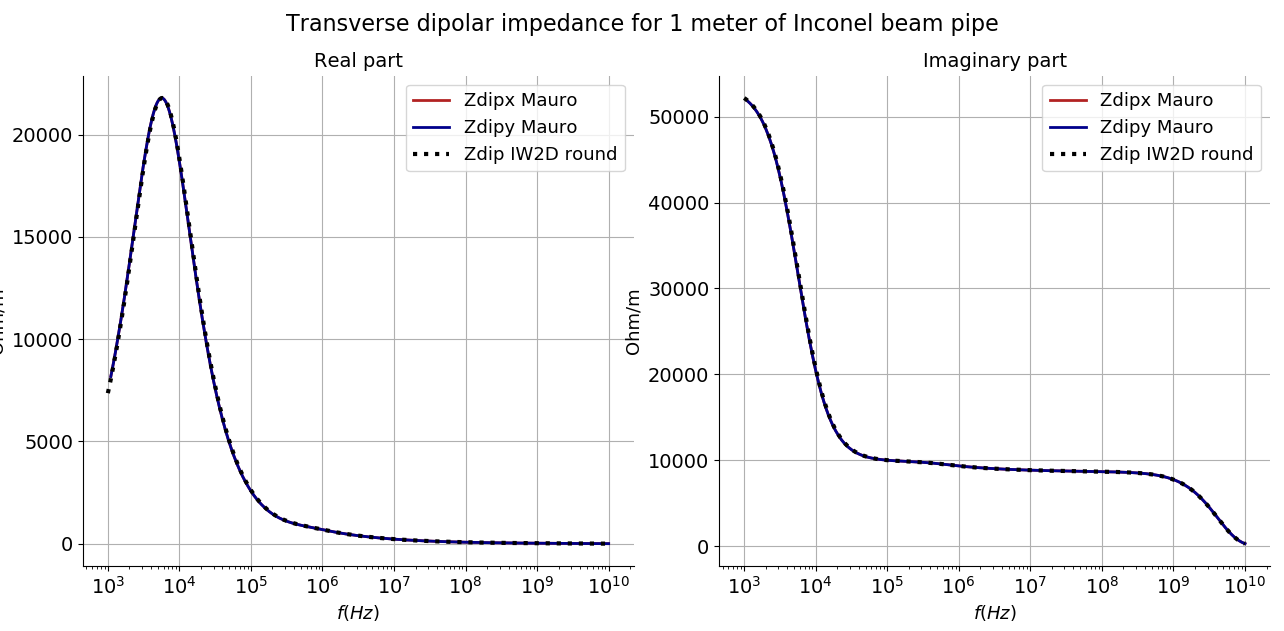 Transverse dipolar impedance for 1 meter of Inconel beam pipe
Real part
Zdipx Mauro
Zdipy Mauro
Zdip IW2D round
20000
15000
10000
5000
0
10³ 10⁴ 10⁵ 10⁶ 10⁷ 10⁸ 10⁹ 10¹⁰
f(Hz)
Imaginary part
Zdipx Mauro
Zdipy Mauro
Zdip IW2D round
Ohm/m
50000
40000
30000
20000
10000
0
10³ 10⁴ 10⁵ 10⁶ 10⁷ 10⁸ 10⁹ 10¹⁰
f(Hz)